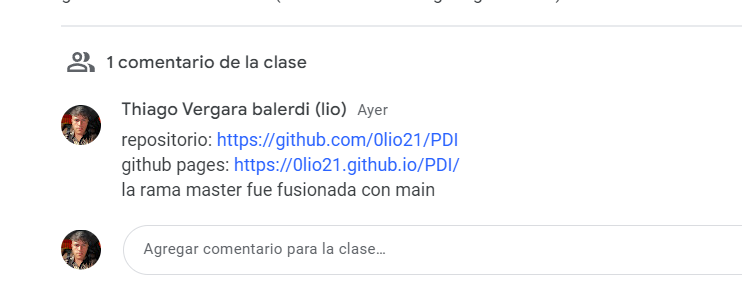 1 comentario de la clase
Thiago Vergara balerdi (lio) Ayer
repositorio: https://github.com/0lio21/PDI
github pages: https://0lio21.github.io/PDI/
la rama master fue fusionada con main
Agregar comentario para la clase...